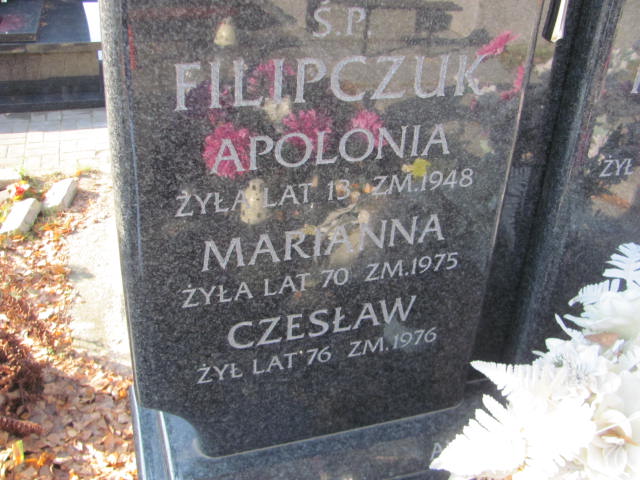 Ś.P.
FILIPCZUK
APOLONIA
ŻYŁA LAT 13 ZM.1948
MARIANNA
ŻYŁA LAT 70 ZM.1975
CZESŁAW
ŻYŁ LAT 76 ZM.1976
ŻYŁ